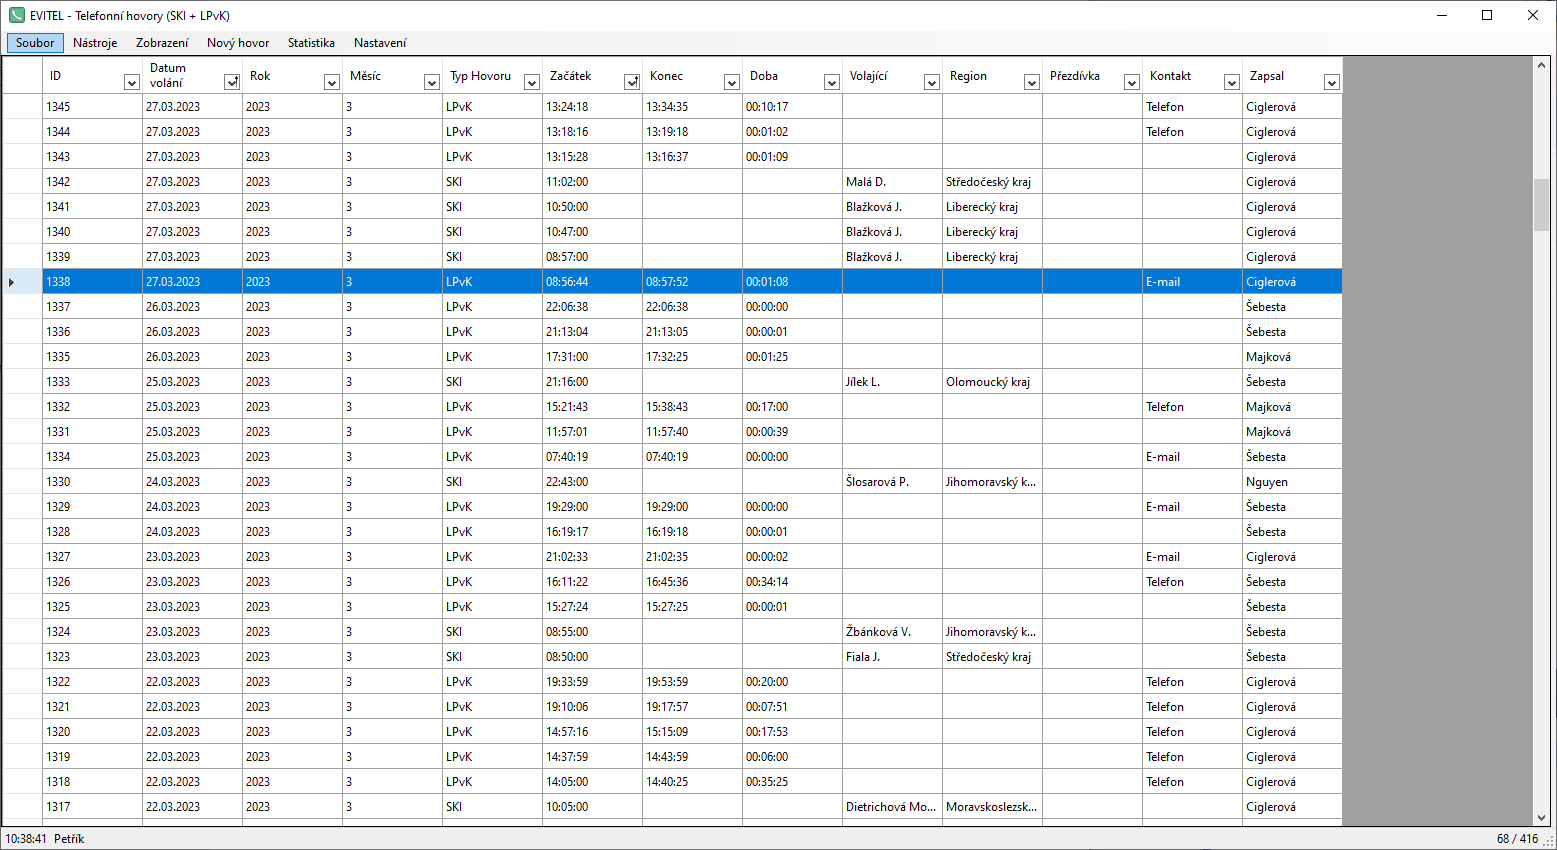 EVITEL - Telefonní hovory (SKI + LPvK)
Soubor Nástroje Zobrazení Nový hovor Statistika Nastavení
ID Datum volání Rok Měsíc Typ Hovoru Začátek Konec Doba Volající Region Přezdívka Kontakt Zapsal
1345 27.03.2023 2023 3 LPvK 13:24:18 13:34:35 00:10:17 Telefon Ciglerová
1344 27.03.2023 2023 3 LPvK 13:18:16 13:19:18 00:01:02 Telefon Ciglerová
1343 27.03.2023 2023 3 LPvK 13:15:28 13:16:37 00:01:09 Ciglerová
1342 27.03.2023 2023 3 SKI 11:02:00 Malá D. Středočeský kraj Ciglerová
1341 27.03.2023 2023 3 SKI 10:50:00 Blažková J. Liberecký kraj Ciglerová
1340 27.03.2023 2023 3 SKI 10:47:00 Blažková J. Liberecký kraj Ciglerová
1339 27.03.2023 2023 3 SKI 08:57:00 Blažková J. Liberecký kraj Ciglerová
1338 27.03.2023 2023 3 LPvK 08:56:44 08:57:52 00:01:08 E-mail Ciglerová
1337 26.03.2023 2023 3 LPvK 22:06:38 22:06:38 00:00:00 Šebesta
1336 26.03.2023 2023 3 LPvK 21:13:04 21:13:05 00:00:01 Šebesta
1335 26.03.2023 2023 3 LPvK 17:31:00 17:32:25 00:01:25 Majková
1333 25.03.2023 2023 3 SKI 21:16:00 Jílek L. Olomoucký kraj Šebesta
1332 25.03.2023 2023 3 LPvK 15:21:43 15:38:43 00:17:00 Telefon Majková
1331 25.03.2023 2023 3 LPvK 11:57:01 11:57:40 00:00:39 Majková
1334 25.03.2023 2023 3 LPvK 07:40:19 07:40:19 00:00:00 E-mail Šebesta
1330 24.03.2023 2023 3 SKI 22:43:00 Šlosarová P. Jihomoravský k... Nguyen
1329 24.03.2023 2023 3 LPvK 19:29:00 19:29:00 00:00:00 E-mail Šebesta
1328 24.03.2023 2023 3 LPvK 16:19:17 16:19:18 00:00:01 Šebesta
1327 23.03.2023 2023 3 LPvK 21:02:33 21:02:35 00:00:02 E-mail Ciglerová
1326 23.03.2023 2023 3 LPvK 16:11:22 16:45:36 00:34:14 Telefon Šebesta
1325 23.03.2023 2023 3 LPvK 15:27:24 15:27:25 00:00:01 Šebesta
1324 23.03.2023 2023 3 SKI 08:55:00 Žbánková V. Jihomoravský k... Šebesta
1323 23.03.2023 2023 3 SKI 08:50:00 Fiala J. Středočeský kraj Šebesta
1322 22.03.2023 2023 3 LPvK 19:33:59 19:53:59 00:20:00 Telefon Ciglerová
1321 22.03.2023 2023 3 LPvK 19:10:06 19:17:57 00:07:51 Telefon Ciglerová
1320 22.03.2023 2023 3 LPvK 14:57:16 15:15:09 00:17:53 Telefon Ciglerová
1319 22.03.2023 2023 3 LPvK 14:37:59 14:43:59 00:06:00 Telefon Ciglerová
1318 22.03.2023 2023 3 LPvK 14:05:00 14:40:25 00:35:25 Telefon Ciglerová
1317 22.03.2023 2023 3 SKI 10:05:00 Dietrichová Mo... Moravskoslezsk... Ciglerová
10:38:41 Petřík 68 / 416